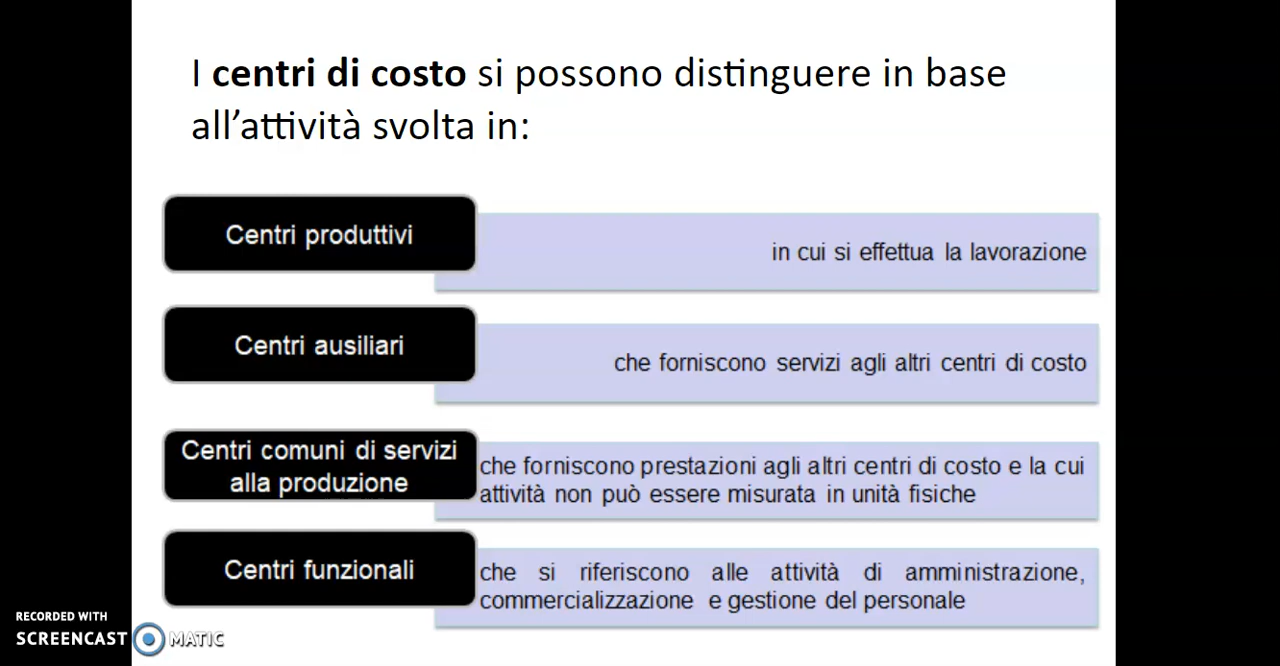 I centri di costo si possono distinguere in base
all’attività svolta in:
Centri produttivi
in cui si effettua la lavorazione
Centri ausiliari
che forniscono servizi agli altri centri di costo
Centri comuni di servizi
alla produzione
che forniscono prestazioni agli altri centri di costo e la cui
attività non può essere misurata in unità fisiche
Centri funzionali
che si riferiscono alle attività di amministrazione,
commercializzazione e gestione del personale
RECORDED WITH
SCREENCAST MATIC